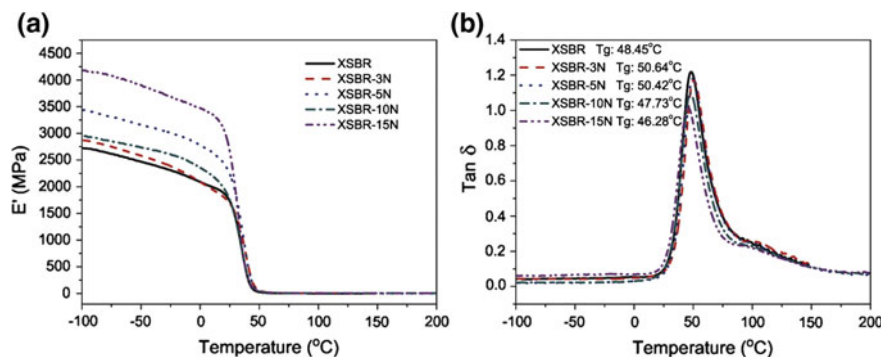 (a)
4500
4000
3500
3000
2500
2000
1500
1000
500
0
E' (MPa)
XSBR
XSBR-3N
XSBR-5N
XSBR-10N
XSBR-15N
-100 -50 0 50 100 150 200
Temperature (°C)
(b)
1.4
1.2
1.0
0.8
0.6
0.4
0.2
0.0
Tan δ
XSBR Tg: 48.45°C
XSBR-3N Tg: 50.64°C
XSBR-5N Tg: 50.42°C
XSBR-10N Tg: 47.73°C
XSBR-15N Tg: 46.28°C
-100 -50 0 50 100 150 200
Temperature (°C)